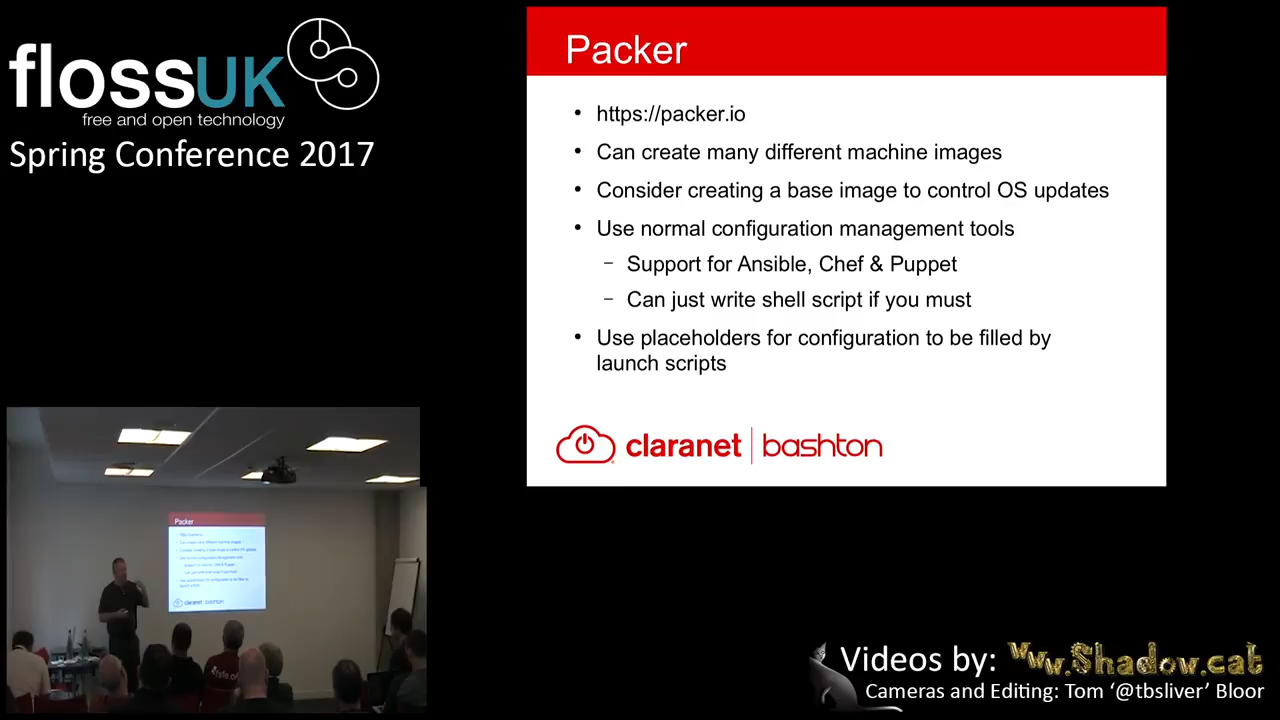 flossUK
free and open technology
Spring Conference 2017
Packer
• https://packer.io
• Can create many different machine images
• Consider creating a base image to control OS updates
• Use normal configuration management tools
– Support for Ansible, Chef & Puppet
– Can just write shell script if you must
• Use placeholders for configuration to be filled by
launch scripts
claranet | bashton
Packer
claranet bashton
Videos by: Www.Shadow.cat
Cameras and Editing: Tom ‘@tbsliver’ Bloor